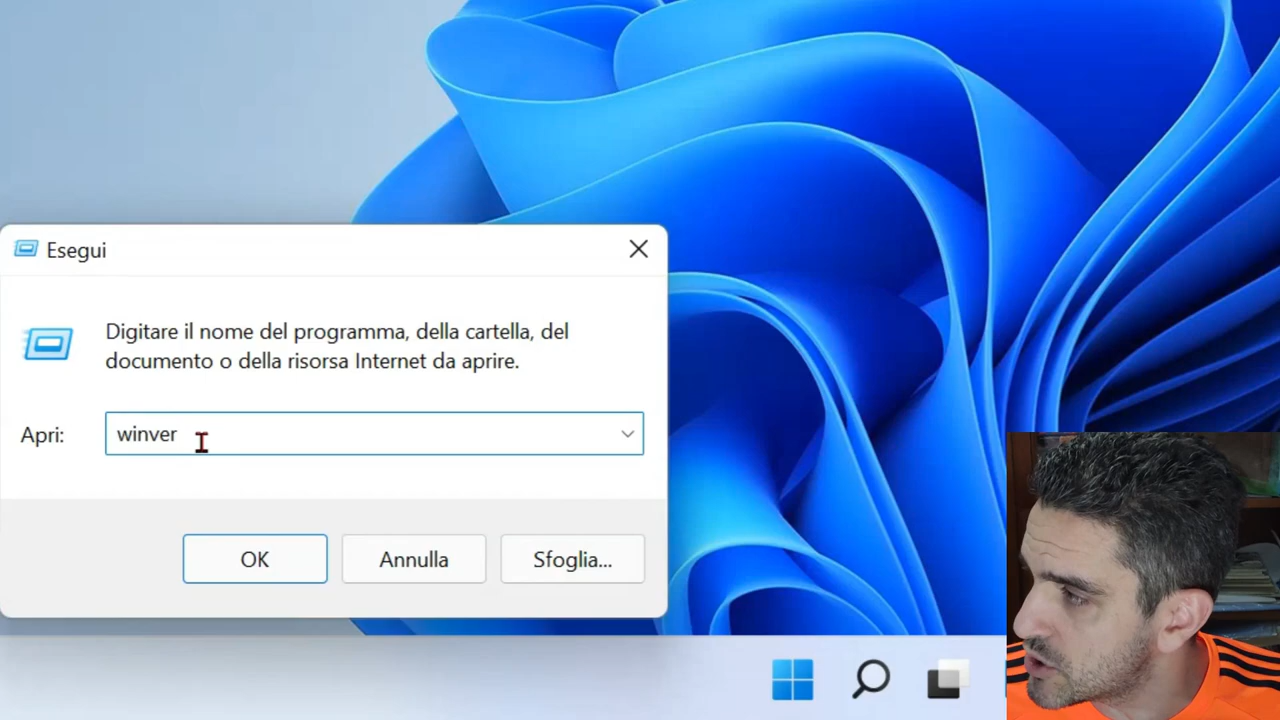 Esegui
Digitare il nome del programma, della cartella, del
documento o della risorsa Internet da aprire.
Apri:
winver
OK
Annulla
Sfoglia...